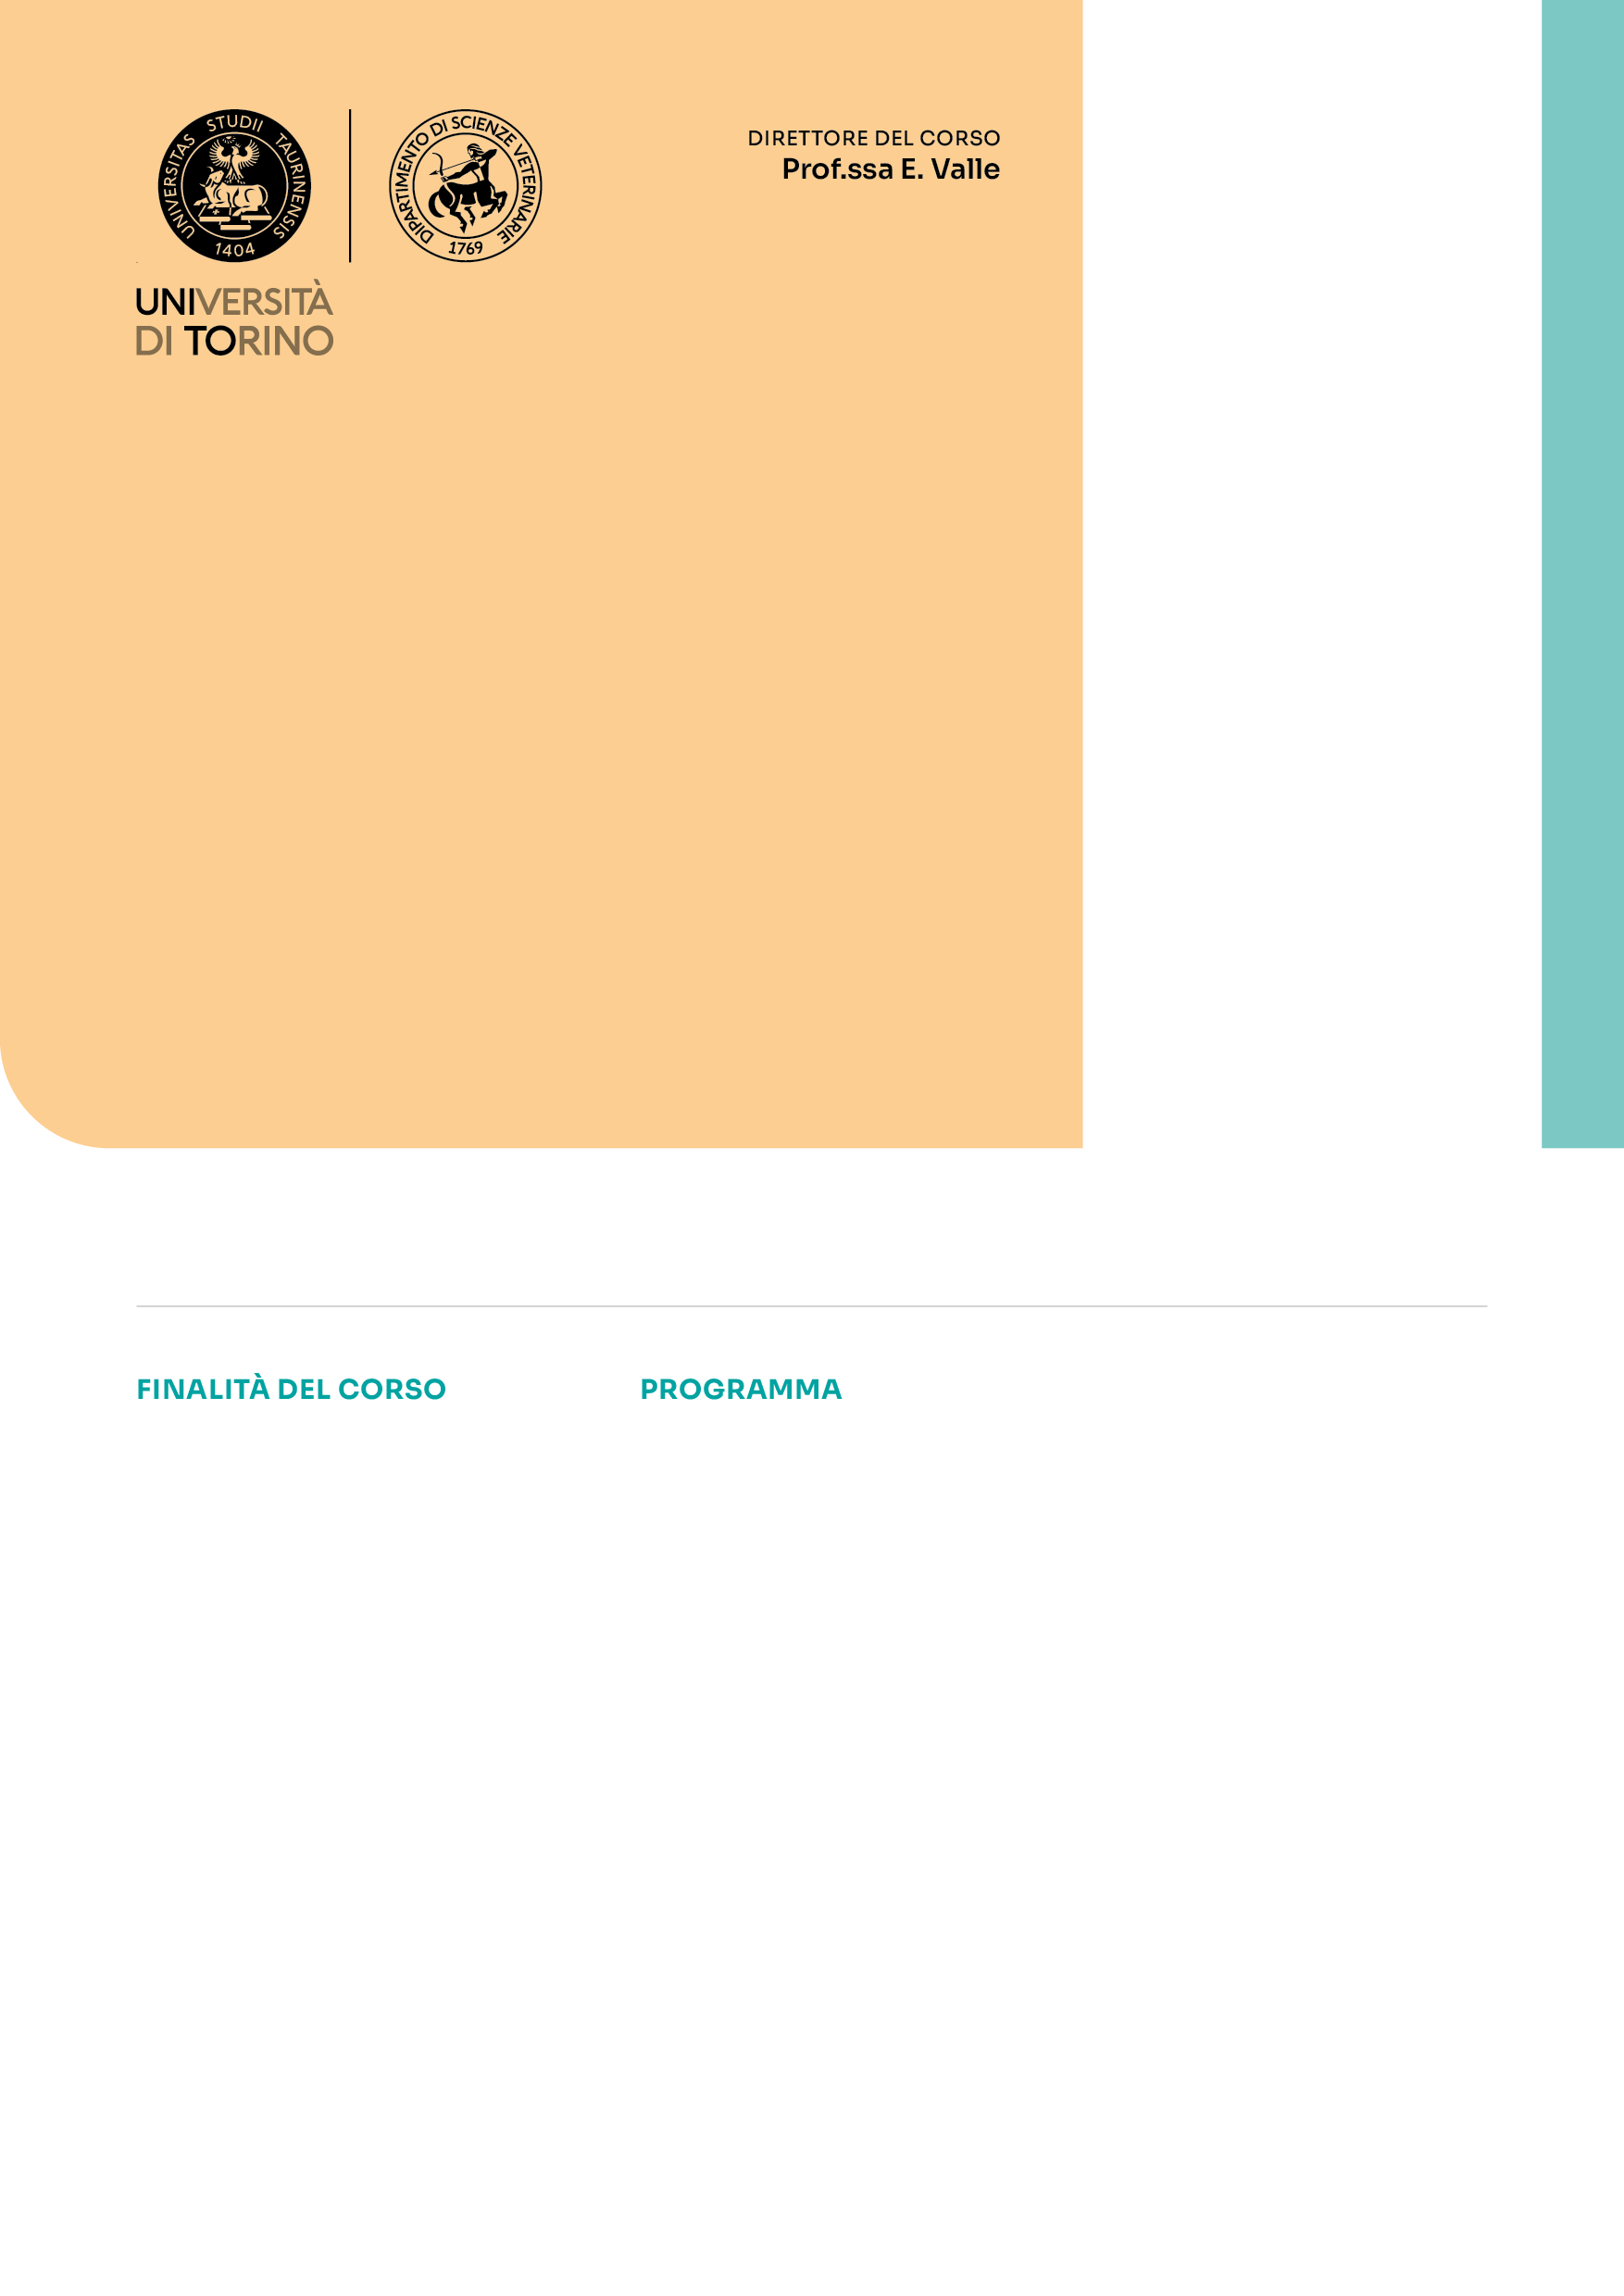 UNIVERSITAS STUDII TAURINENSIS
1404
DIPARTIMENTO DI SCIENZE VETERINARIE
1769
UNIVERSITÀ
DI TORINO
DIRETTORE DEL CORSO
Prof.ssa E. Valle
FINALITÀ DEL CORSO
PROGRAMMA